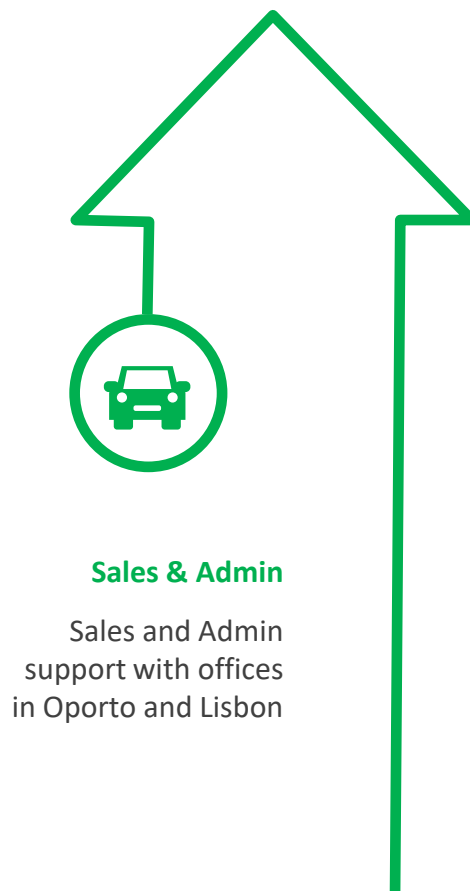 Sales & Admin
Sales and Admin
support with offices
in Oporto and Lisbon